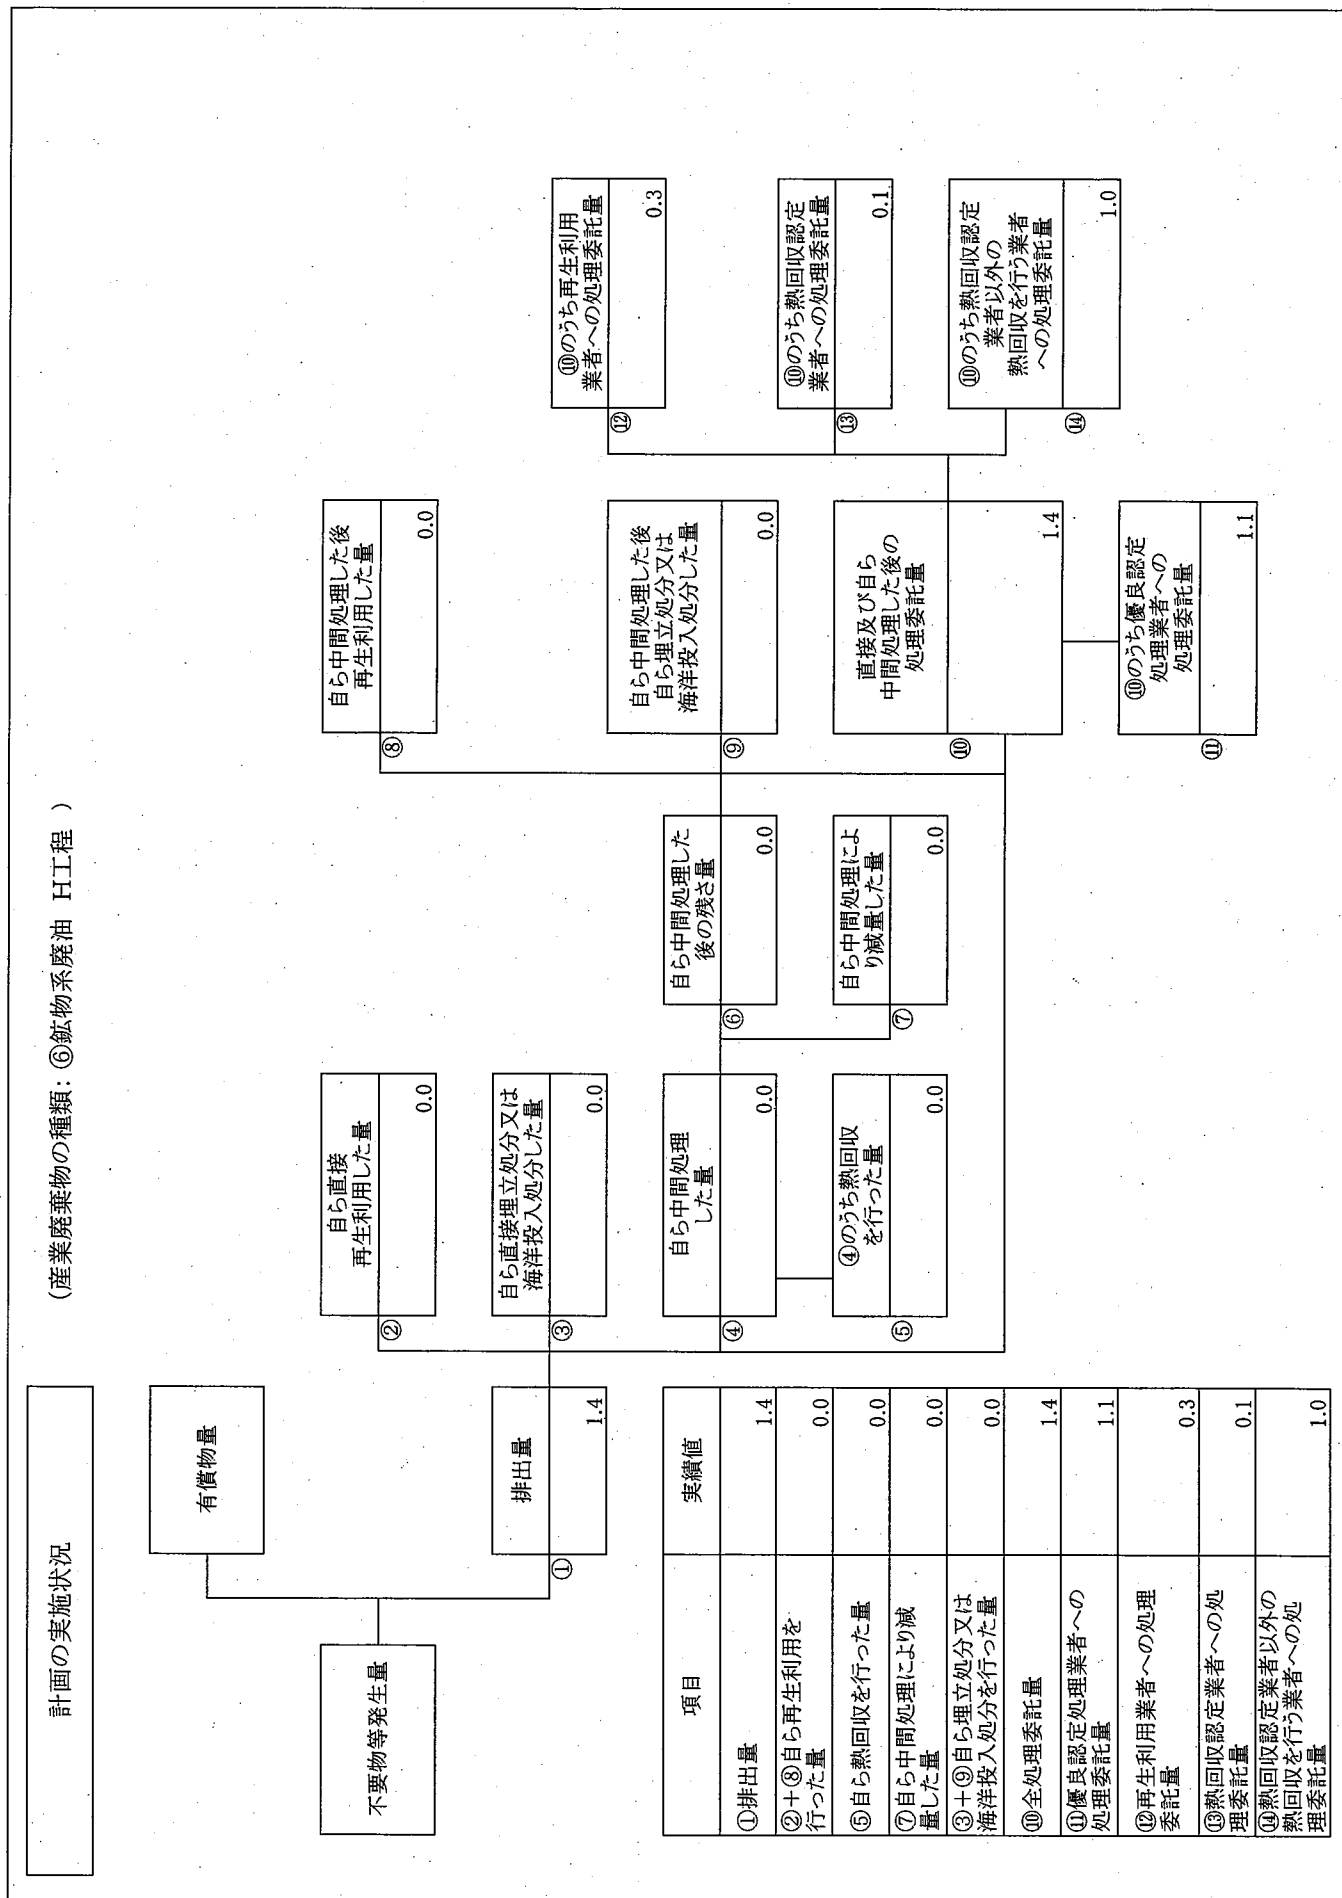 計画の実施状況
(産業廃棄物の種類：⑥鉱物系廃油 H工程 )
不要物等発生量
有償物量
①
排出量
1.4
②
自ら直接
再生利用した量
0.0
③
自ら直接埋立処分又は
海洋投入処分した量
0.0
④
自ら中間処理
した量
0.0
⑤
④のうち熱回収
を行った量
0.0
⑥
自ら中間処理した
後の残さ量
0.0
⑦
自ら中間処理によ
り減量した量
0.0
⑧
自ら中間処理した後
再生利用した量
0.0
⑨
自ら中間処理した後
自ら埋立処分又は
海洋投入処分した量
0.0
⑩
直接及び自ら
中間処理した後の
処理委託量
1.4
⑪
⑩のうち優良認定
処理業者への
処理委託量
1.1
⑫
⑩のうち再生利用
業者への処理委託量
0.3
⑬
⑩のうち熱回収認定
業者への処理委託量
0.1
⑭
⑩のうち熱回収認定
業者以外の
熱回収を行う業者
への処理委託量
1.0
項目 実績値
①排出量 1.4
②＋⑧自ら再生利用を
行った量 0.0
⑤自ら熱回収を行った量 0.0
⑦自ら中間処理により減
量した量 0.0
③＋⑨自ら埋立処分又は
海洋投入処分を行った量 0.0
⑩全処理委託量 1.4
⑪優良認定処理業者への
処理委託量 1.1
⑫再生利用業者への処理
委託量 0.3
⑬熱回収認定業者への処
理委託量 0.1
⑭熱回収認定業者以外の
熱回収を行う業者への処
理委託量 1.0